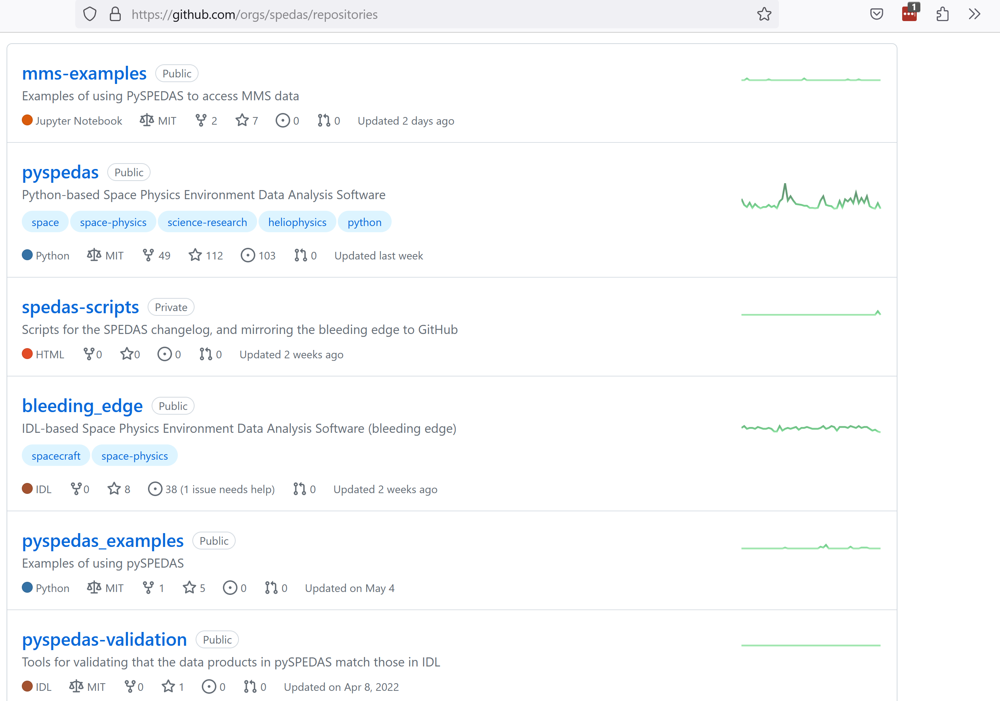 https://github.com/orgs/spedas/repositories
1
mms-examples Public
Examples of using PySPEDAS to access MMS data
Jupyter Notebook MIT 2 7 0 0 Updated 2 days ago
pyspedas Public
Python-based Space Physics Environment Data Analysis Software
space space-physics science-research heliophysics python
Python MIT 49 112 103 0 Updated last week
spedas-scripts Private
Scripts for the SPEDAS changelog, and mirroring the bleeding edge to GitHub
HTML 0 0 0 0 Updated 2 weeks ago
bleeding_edge Public
IDL-based Space Physics Environment Data Analysis Software (bleeding edge)
spacecraft space-physics
IDL 0 8 38 (1 issue needs help) 0 Updated 2 weeks ago
pyspedas_examples Public
Examples of using pySPEDAS
Python MIT 1 5 0 0 Updated on May 4
pyspedas-validation Public
Tools for validating that the data products in pySPEDAS match those in IDL
IDL MIT 0 1 0 0 Updated on Apr 8, 2022